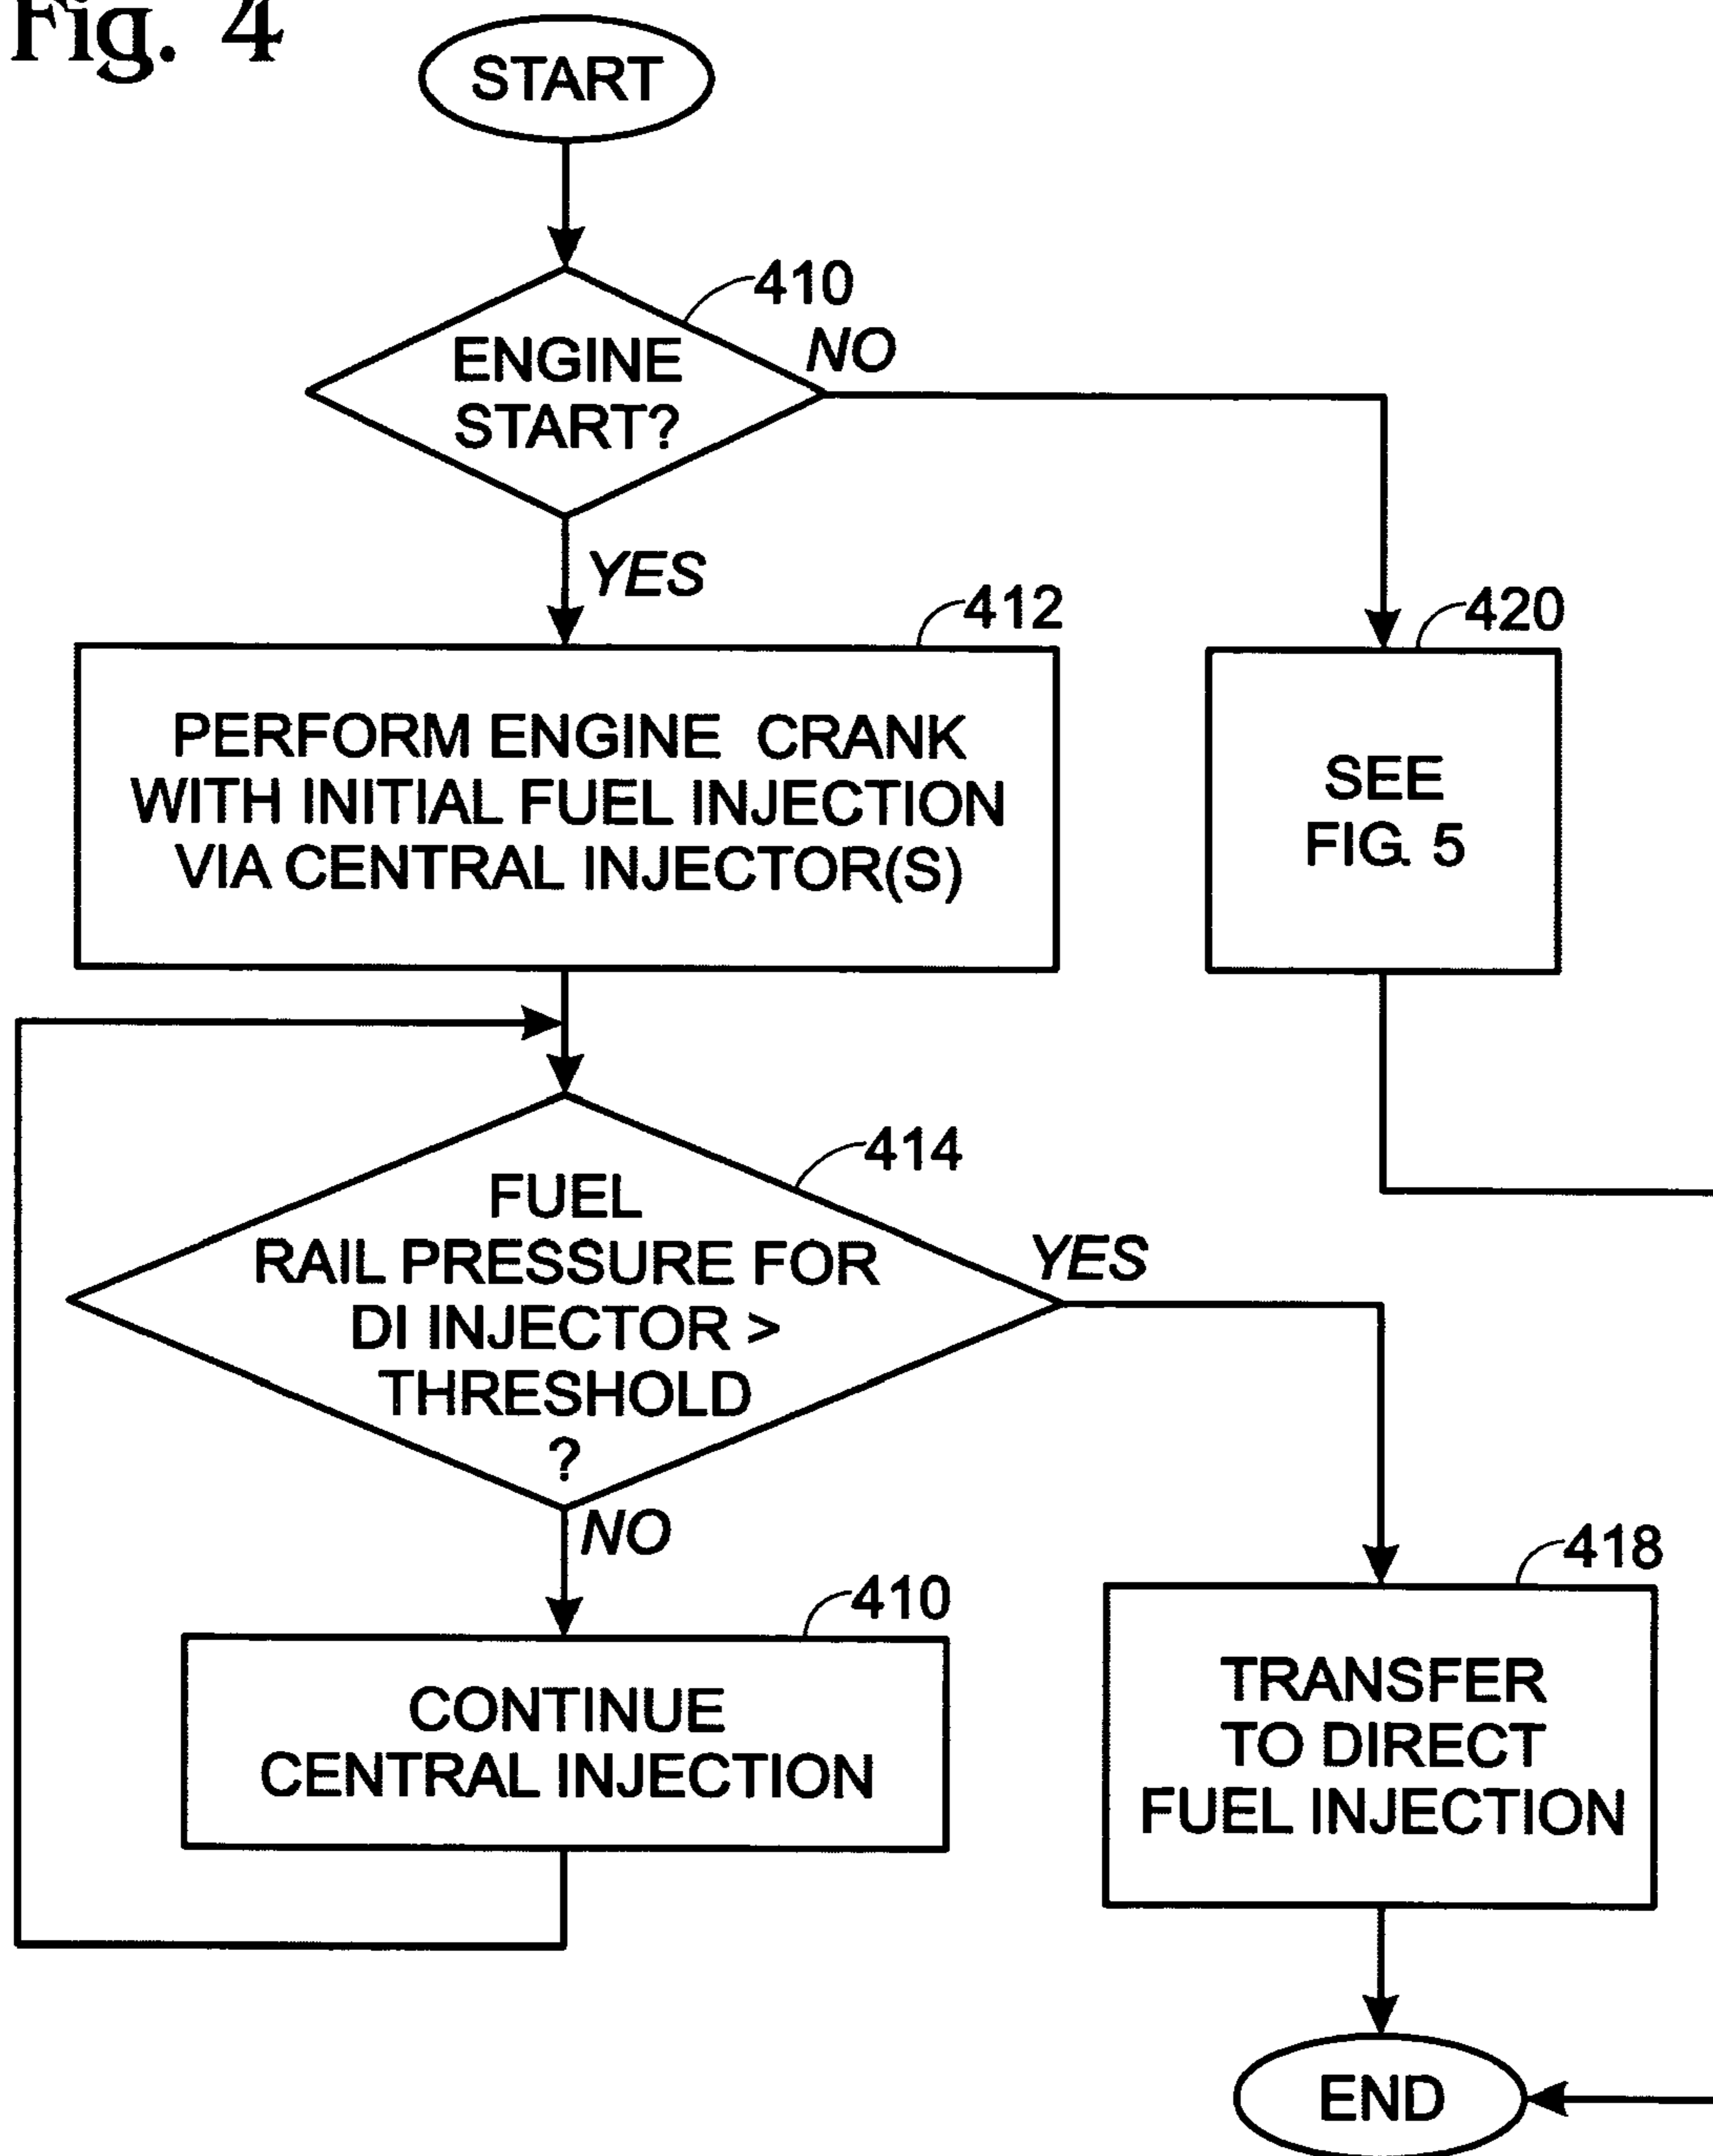 Fig. 4
START
410
ENGINE
START?
NO
YES
412
PERFORM ENGINE CRANK
WITH INITIAL FUEL INJECTION
VIA CENTRAL INJECTOR(S)
420
SEE
FIG. 5
414
FUEL
RAIL PRESSURE FOR
DI INJECTOR >
THRESHOLD
?
YES
NO
410
CONTINUE
CENTRAL INJECTION
418
TRANSFER
TO DIRECT
FUEL INJECTION
END